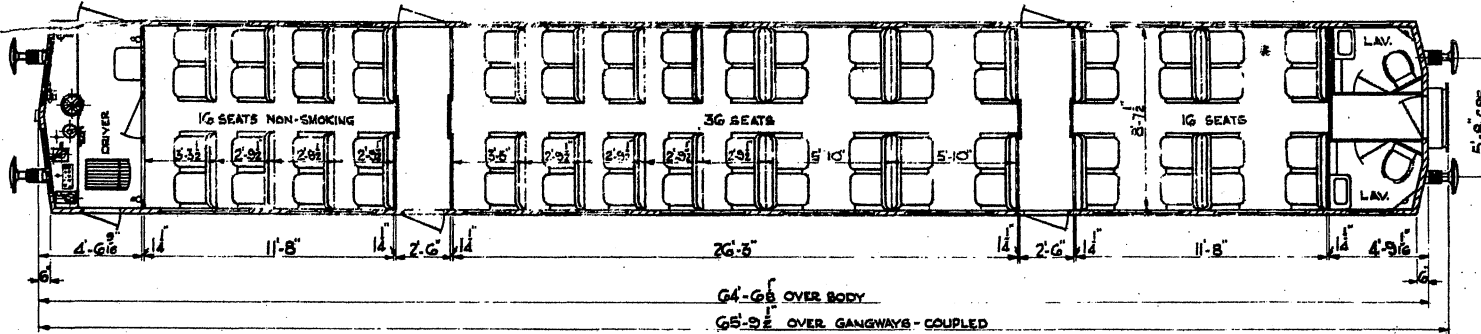 LAV.
DRIVER
16 SEATS NON-SMOKING
36 SEATS
16 SEATS
8'-7½"
3'-3½" 2'-9½" 2'-9½" 2'-9½" 3'-5" 2'-9½" 2'-9½" 2'-9½" 2'-9½" 5'-10" 5'-10"
*
LAV.
4'-6 9/16" 1¼" 11'-8" 1¼" 2'-6" 26'-3" 1¼" 2'-6" 1¼" 11'-8" 1¼" 4'-9 1/16"
6" 6"
64'-6⅛" OVER BODY
65'-9½" OVER GANGWAYS - COUPLED